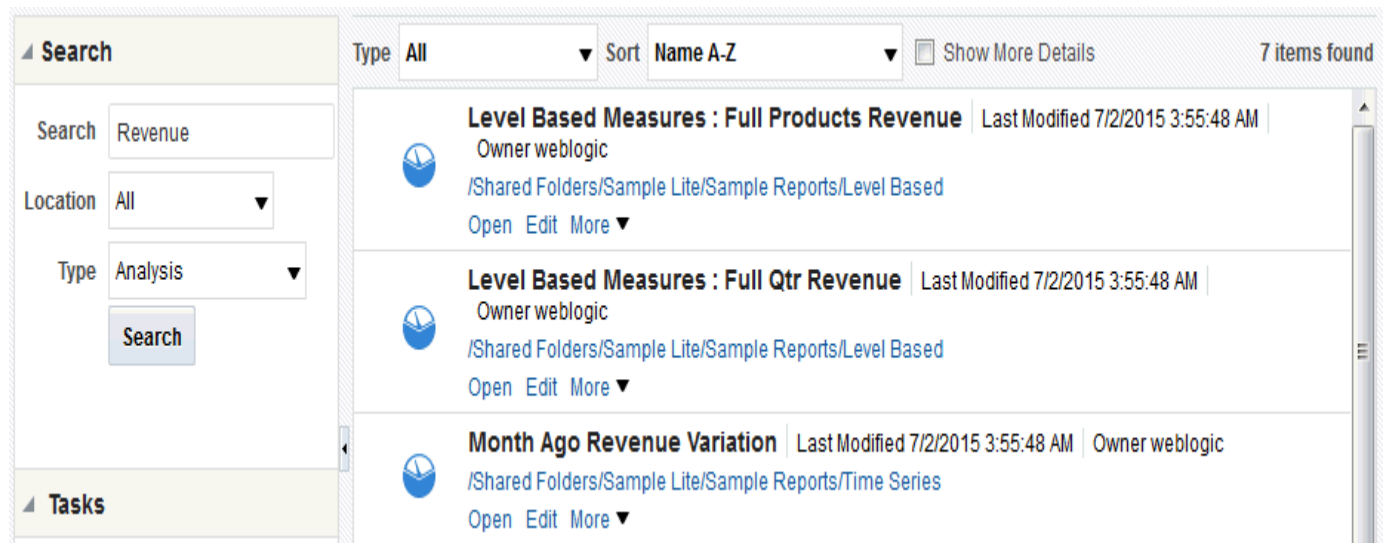 Search
Search Revenue
Location All
Type Analysis
Search
Tasks
Type All Sort Name A-Z Show More Details 7 items found
Level Based Measures : Full Products Revenue Last Modified 7/2/2015 3:55:48 AM
Owner weblogic
/Shared Folders/Sample Lite/Sample Reports/Level Based
Open Edit More
Level Based Measures : Full Qtr Revenue Last Modified 7/2/2015 3:55:48 AM
Owner weblogic
/Shared Folders/Sample Lite/Sample Reports/Level Based
Open Edit More
Month Ago Revenue Variation Last Modified 7/2/2015 3:55:48 AM Owner weblogic
/Shared Folders/Sample Lite/Sample Reports/Time Series
Open Edit More